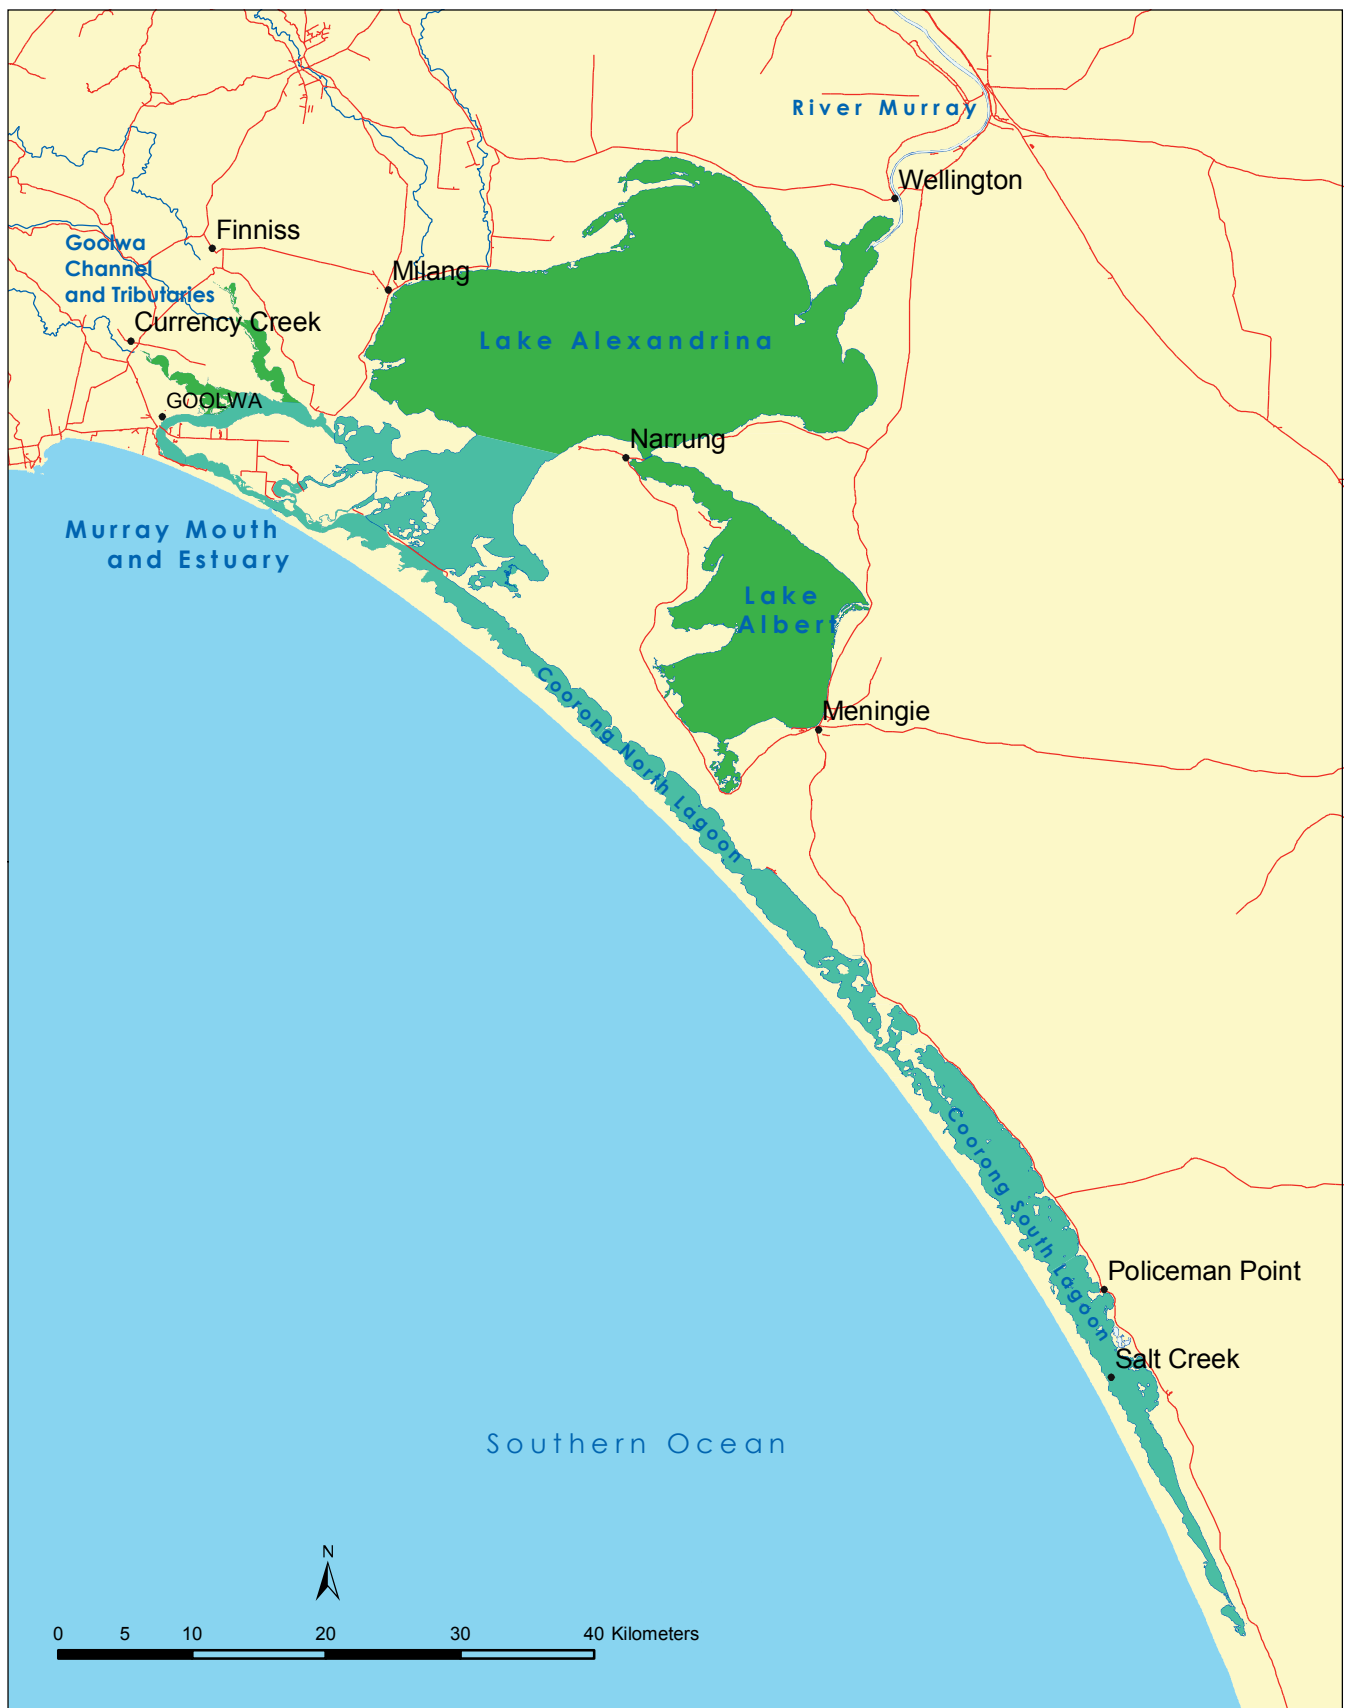 River Murray
Wellington
Finniss
Goolwa
Channel
and Tributaries
Milang
Currency Creek
Lake Alexandrina
GOOLWA
Narrung
Murray Mouth
and Estuary
Lake
Albert
Coorong North Lagoon
Meningie
Coorong South Lagoon
Policeman Point
Salt Creek
Southern Ocean
N
0 5 10 20 30 40 Kilometers